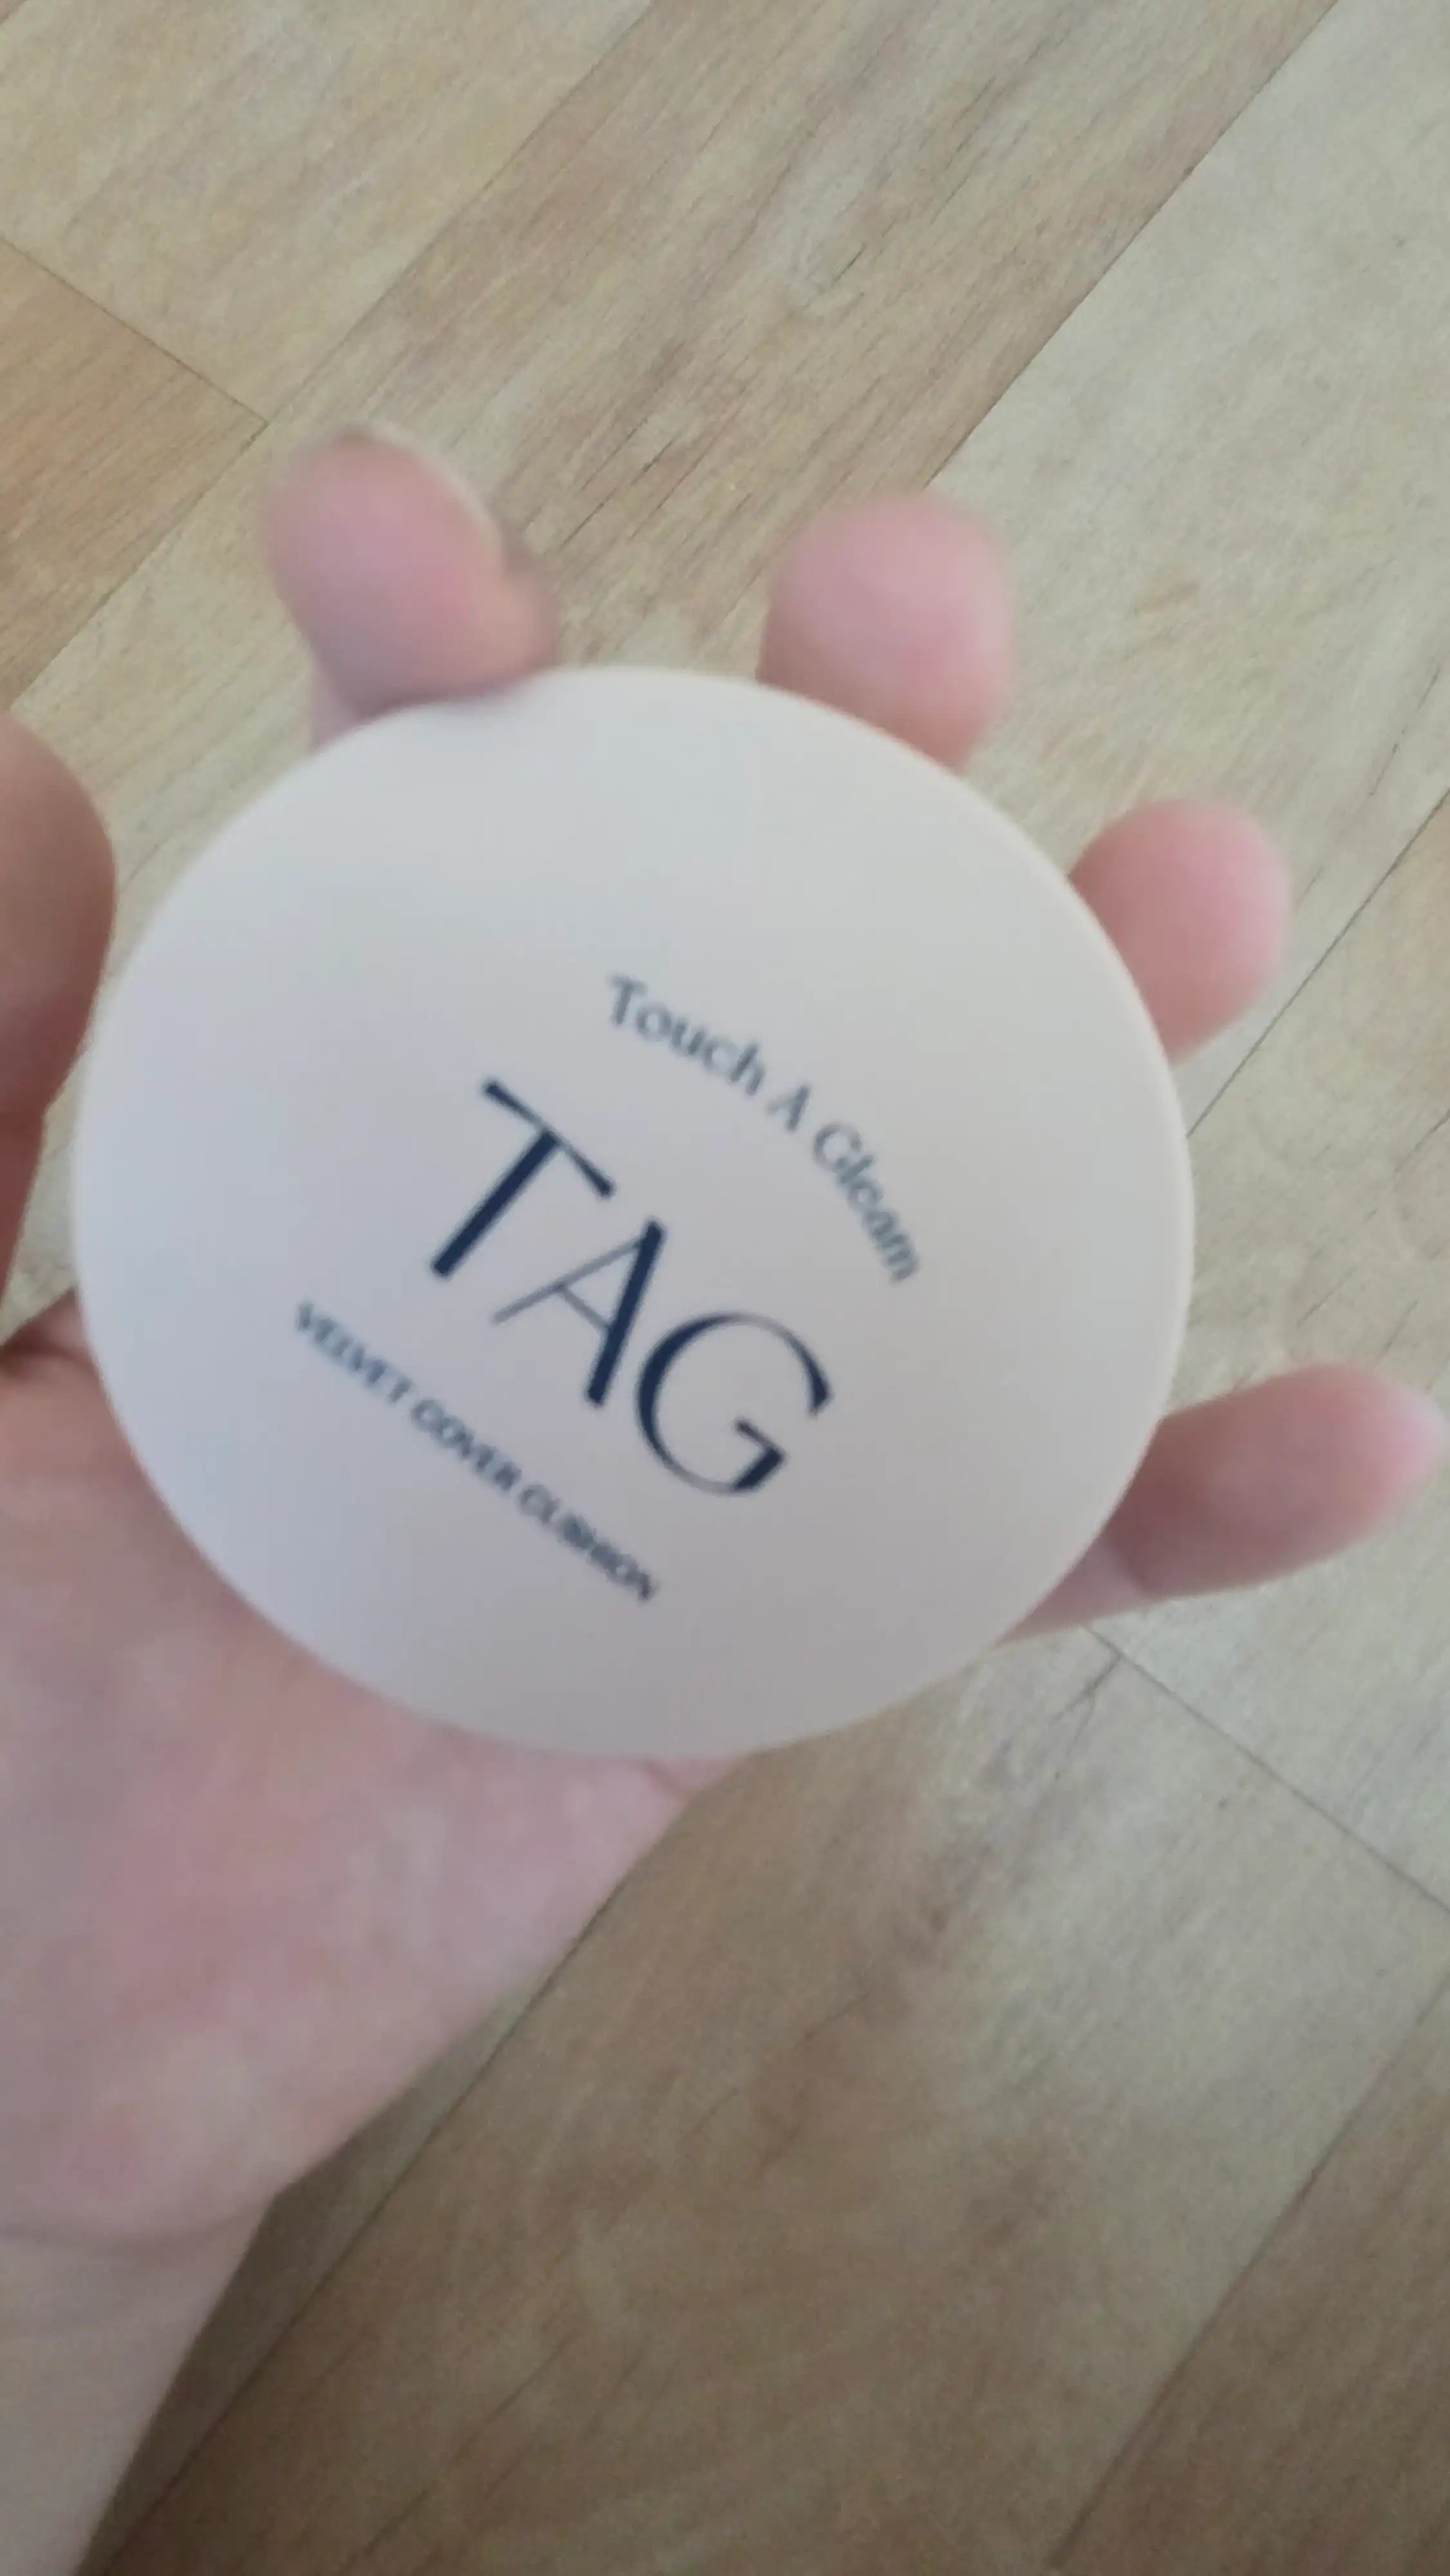 Touch A Gleam
TAG
VELVET COVER CUSHION